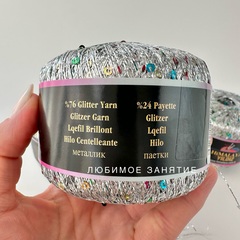 %76 Glitter Yarn
Glitzer Garn
Lqefil Brillont
Hilo Centelleante
металлик
%24 Payette
Glitzer
Lqefil
Hilo
паетки
ЛЮБИМОЕ ЗАНЯТИЕ